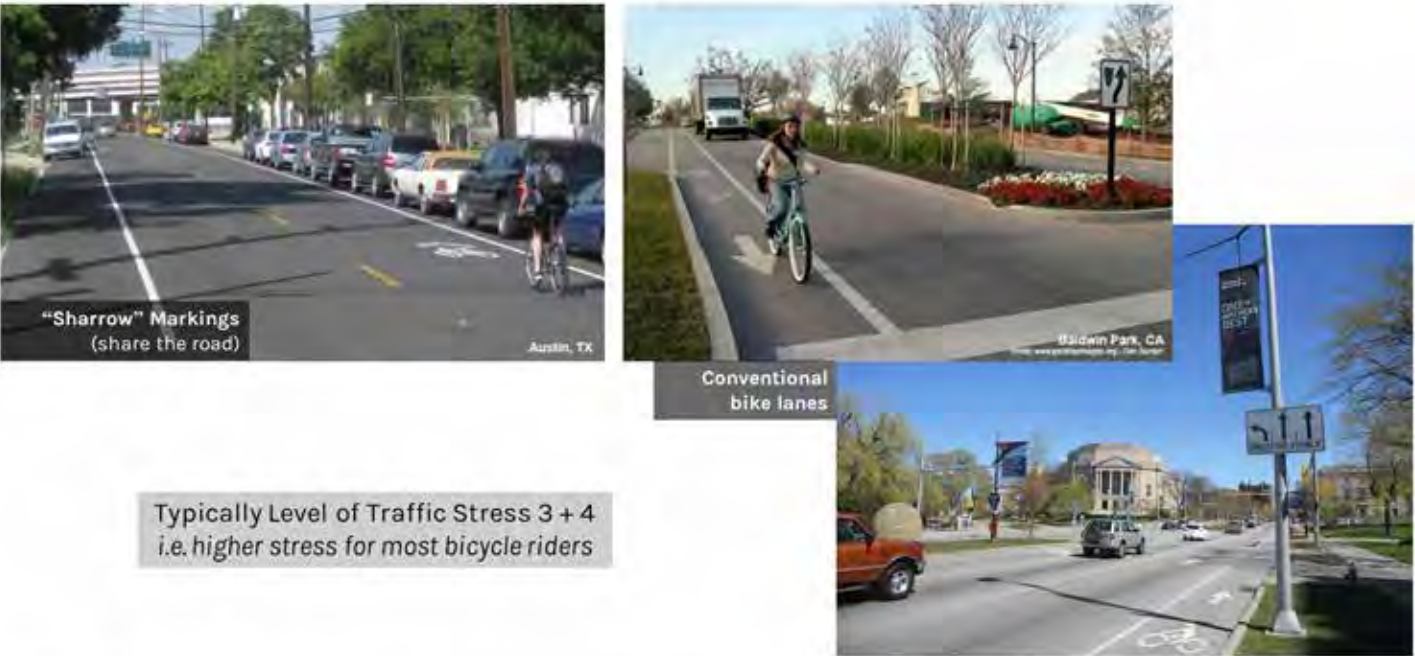 “Sharrow” Markings
(share the road)
Austin, TX
Baldwin Park, CA
Conventional
bike lanes
Typically Level of Traffic Stress 3 + 4
i.e. higher stress for most bicycle riders